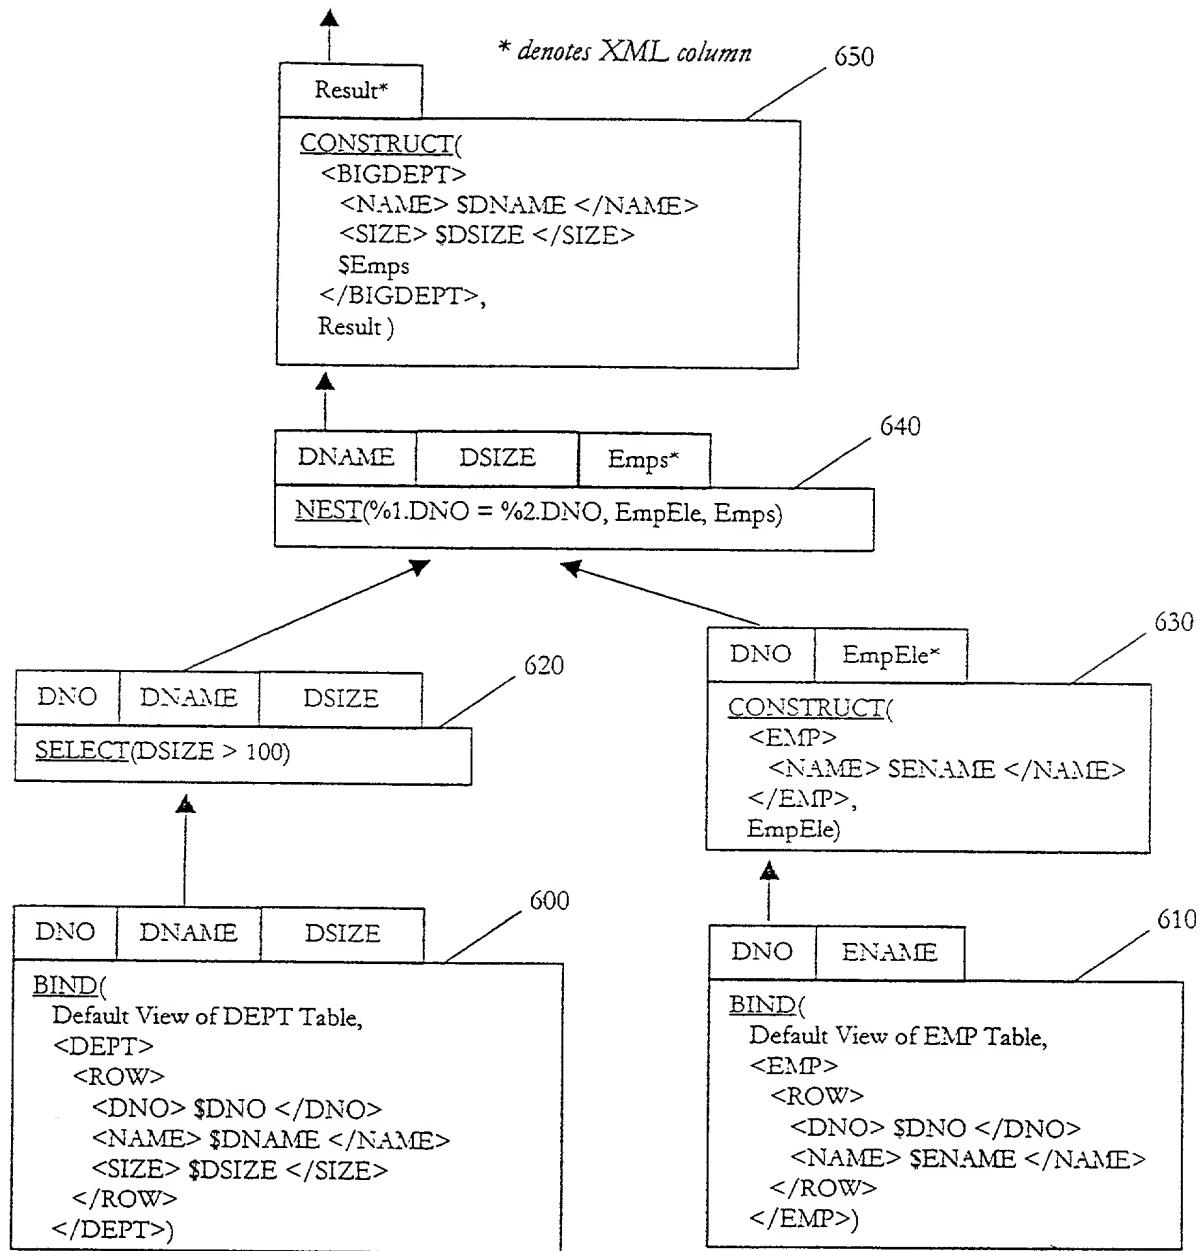 * denotes XML column
650
Result*
CONSTRUCT(
<BIGDEPT>
<NAME> $DNAME </NAME>
<SIZE> $DSIZE </SIZE>
$Emps
</BIGDEPT>,
Result )
640
DNAME DSIZE Emps*
NEST(%1.DNO = %2.DNO, EmpEle, Emps)
620
DNO DNAME DSIZE
SELECT(DSIZE > 100)
630
DNO EmpEle*
CONSTRUCT(
<EMP>
<NAME> $ENAME </NAME>
</EMP>,
EmpEle)
600
DNO DNAME DSIZE
BIND(
Default View of DEPT Table,
<DEPT>
<ROW>
<DNO> $DNO </DNO>
<NAME> $DNAME </NAME>
<SIZE> $DSIZE </SIZE>
</ROW>
</DEPT>)
610
DNO ENAME
BIND(
Default View of EMP Table,
<EMP>
<ROW>
<DNO> $DNO </DNO>
<NAME> $ENAME </NAME>
</ROW>
</EMP>)